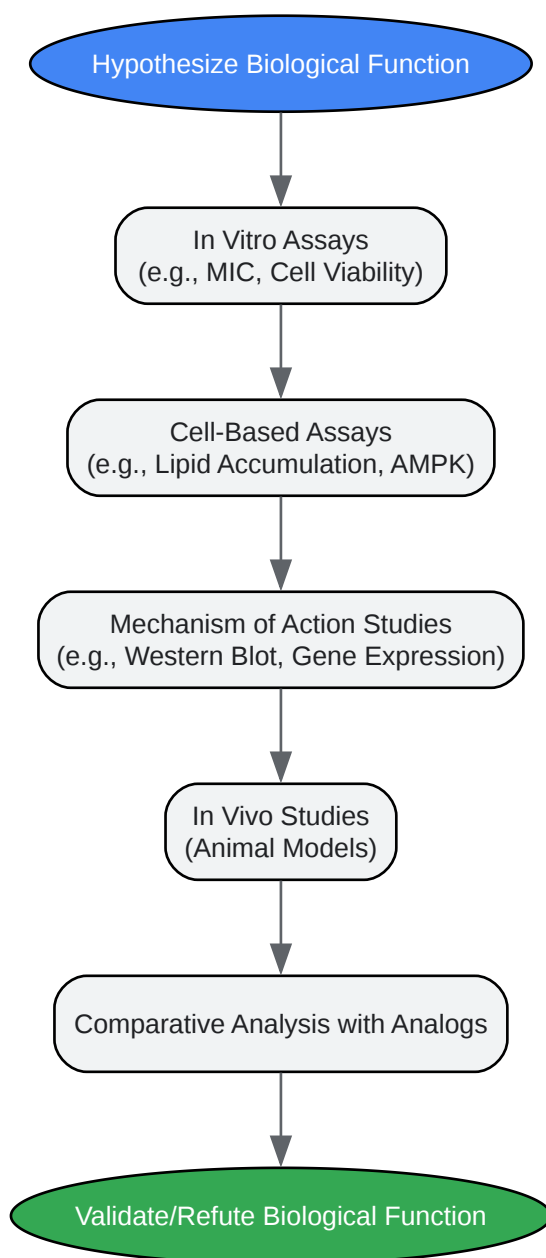 Hypothesize Biological Function
In Vitro Assays
(e.g., MIC, Cell Viability)
Cell-Based Assays
(e.g., Lipid Accumulation, AMPK)
Mechanism of Action Studies
(e.g., Western Blot, Gene Expression)
In Vivo Studies
(Animal Models)
Comparative Analysis with Analogs
Validate/Refute Biological Function